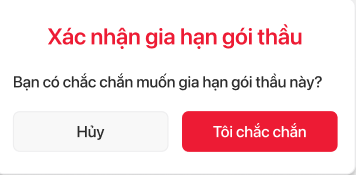 Xác nhận gia hạn gói thầu
Bạn có chắc chắn muốn gia hạn gói thầu này?
Hủy
Tôi chắc chắn